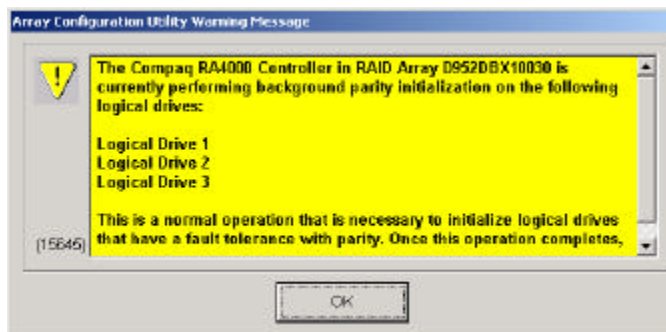 Array Configuration Utility Warning Message
The Compaq RA4000 Controller in RAID Array D952DBX10030 is
currently performing background parity initialization on the following
logical drives:
Logical Drive 1
Logical Drive 2
Logical Drive 3
This is a normal operation that is necessary to initialize logical drives
that have a fault tolerance with parity. Once this operation completes,
(15645)
OK